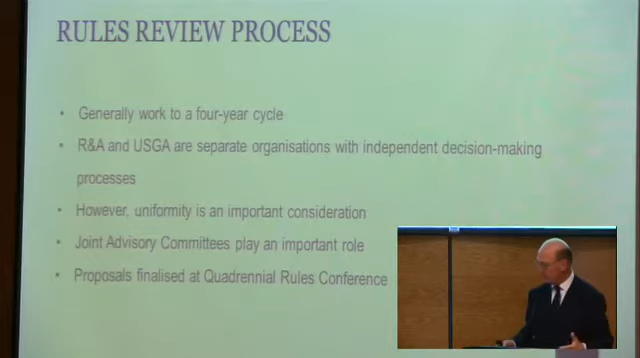 RULES REVIEW PROCESS
• Generally work to a four-year cycle
• R&A and USGA are separate organisations with independent decision-making
processes
• However, uniformity is an important consideration
• Joint Advisory Committees play an important role
• Proposals finalised at Quadrennial Rules Conference